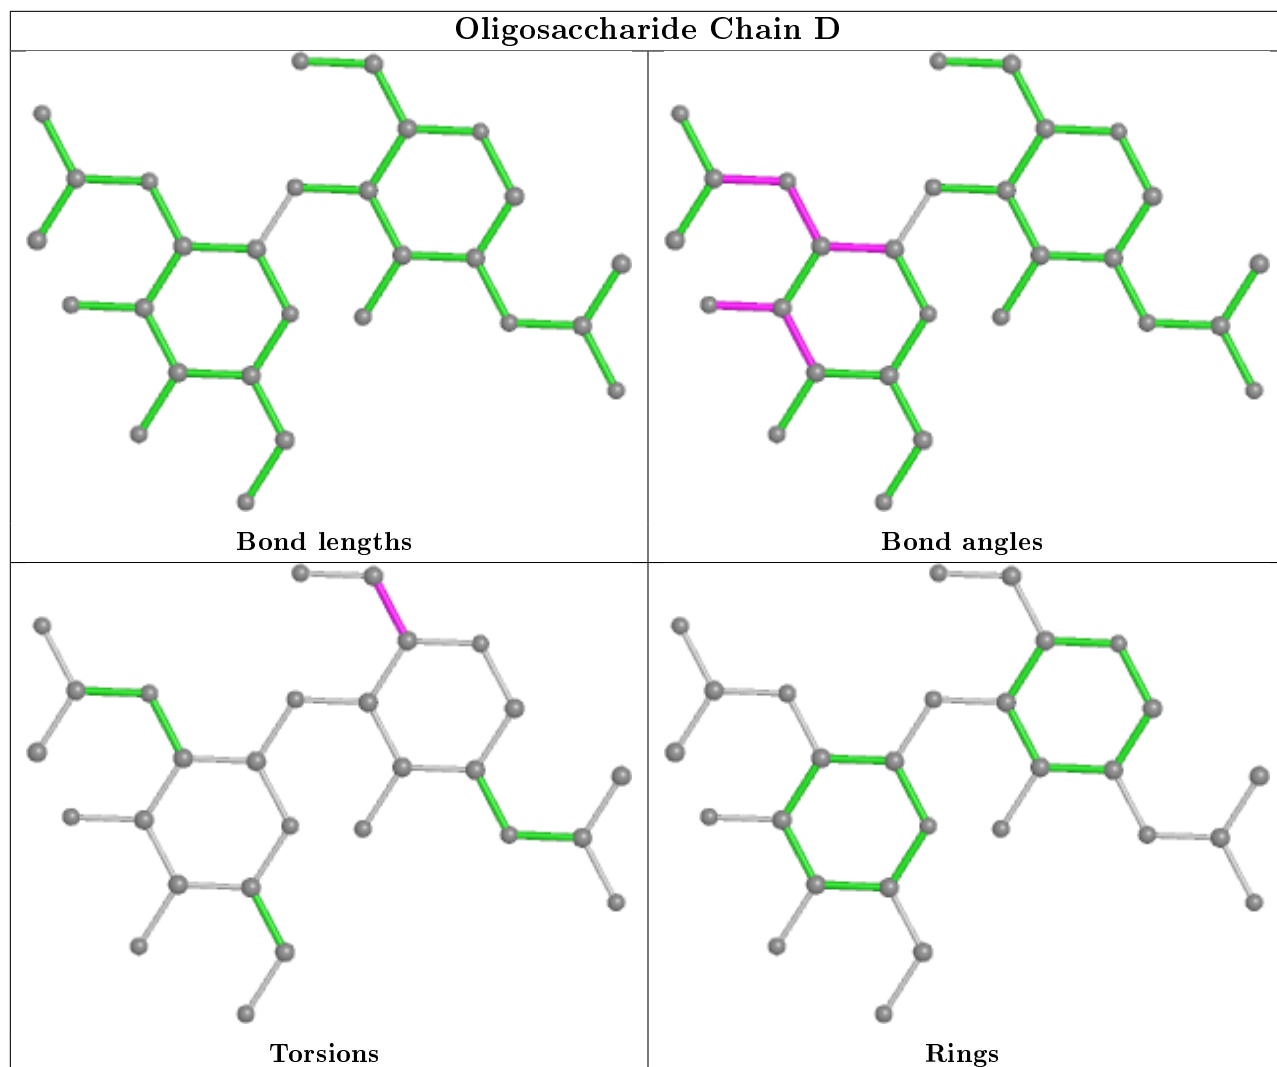 Oligosaccharide Chain D
Bond lengths
Bond angles
Torsions
Rings